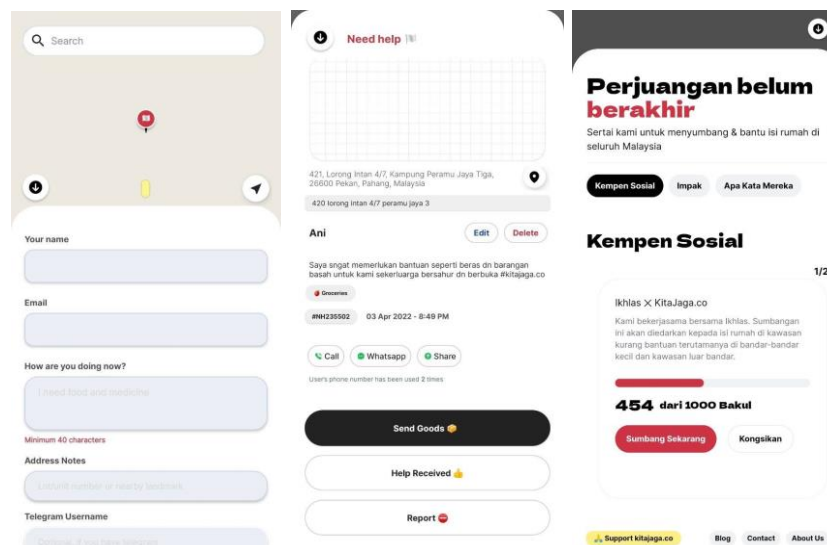 Search
Your name
Email
How are you doing now?
I need food and medicine
Minimum 40 characters
Address Notes
Telegram Username
Need help
421, Lorong Intan 4/7, Kampung Peramu Jaya Tiga,
26600 Pekan, Pahang, Malaysia
420 lorong intan 4/7 peramu jaya 3
Ani
Edit
Delete
Saya sngat memerlukan bantuan seperti beras dn barangan
basah untuk kami sekerluarga bersahur dn berbuka #kitajaga.co
Groceries
#NH235502 03 Apr 2022 - 8:49 PM
Call
Whatsapp
Share
User's phone number has been used 2 times
Send Goods
Help Received
Report
Perjuangan belum
berakhir
Sertai kami untuk menyumbang & bantu isi rumah di
seluruh Malaysia
Kempen Sosial
Impak
Apa Kata Mereka
Kempen Sosial
1/2
Ikhlas X KitaJaga.co
Kami bekerjasama bersama Ikhlas. Sumbangan
ini akan diedarkan kepada isi rumah di kawasan
kurang bantuan terutamanya di bandar-bandar
kecil dan kawasan luar bandar.
454 dari 1000 Bakul
Sumbang Sekarang
Kongsikan
Support kitajaga.co
Blog
Contact
About Us